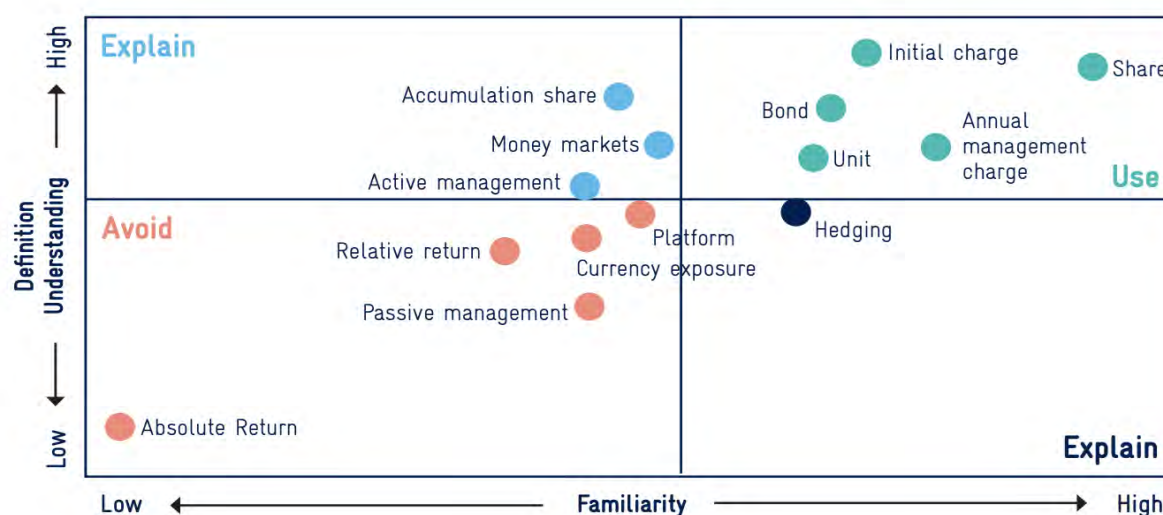 High
Explain
Initial charge
Share
Accumulation share
Bond
Annual
management
charge
Money markets
Unit
Active management
Use
Definition
Understanding
Avoid
Hedging
Platform
Relative return
Currency exposure
Passive management
Absolute Return
Low
Explain
Low
Familiarity
High